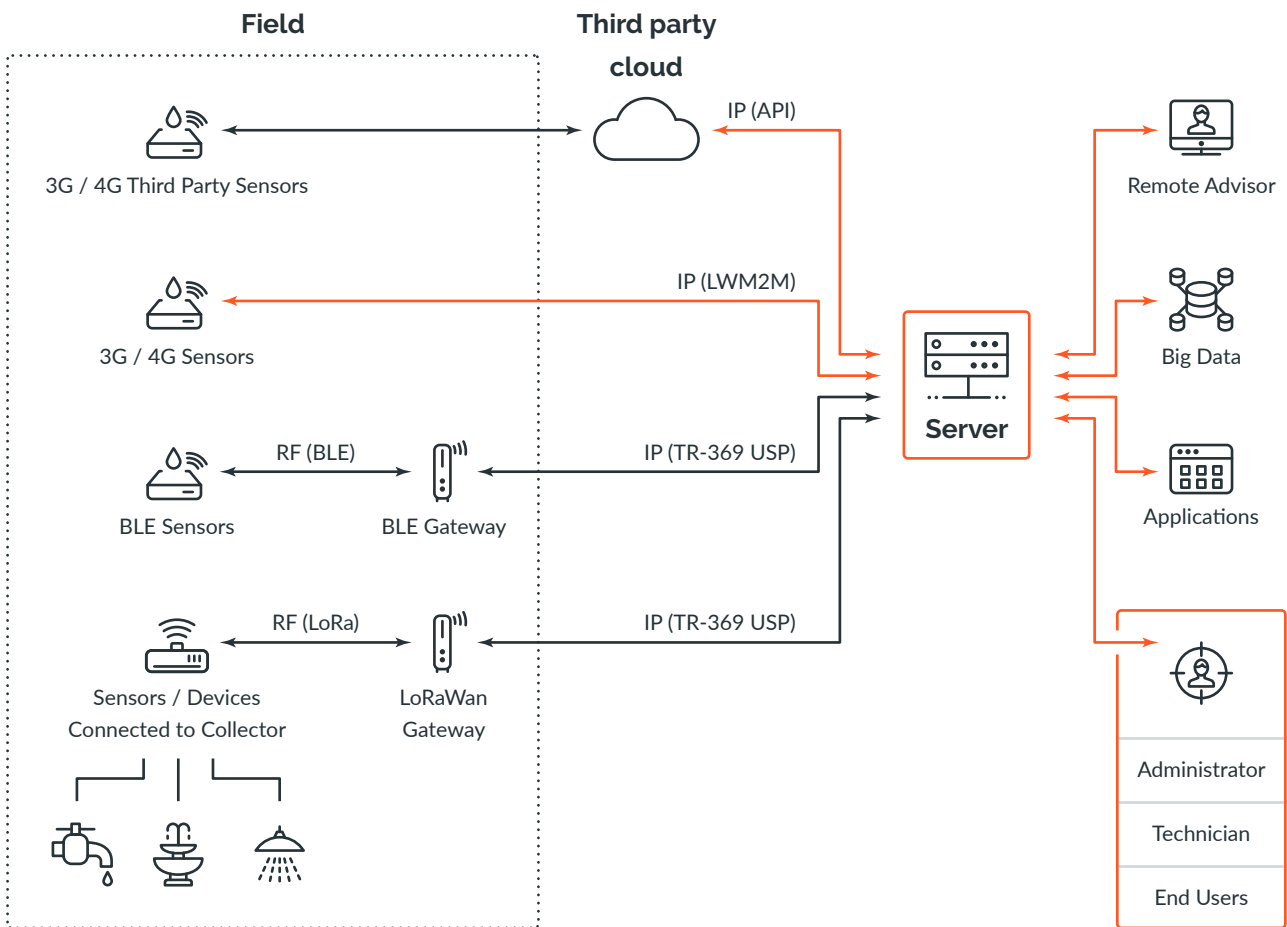 Field
Third party
cloud
IP (API)
3G / 4G Third Party Sensors
Remote Advisor
IP (LWM2M)
3G / 4G Sensors
Big Data
Server
RF (BLE)
IP (TR-369 USP)
BLE Sensors
BLE Gateway
Applications
RF (LoRa)
IP (TR-369 USP)
Sensors / Devices
Connected to Collector
LoRaWan
Gateway
Administrator
Technician
End Users